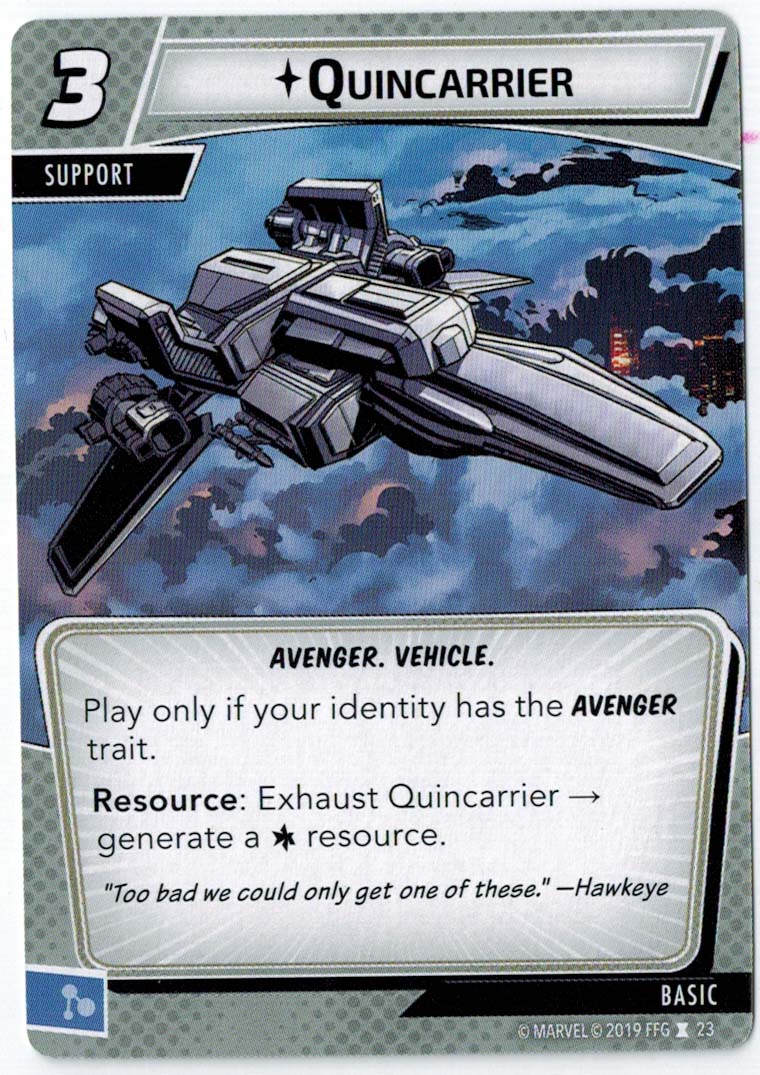 3
QUINCARRIER
SUPPORT
AVENGER. VEHICLE.
Play only if your identity has the AVENGER
trait.
Resource: Exhaust Quincarrier →
generate a resource.
"Too bad we could only get one of these." —Hawkeye
BASIC
© MARVEL © 2019 FFG 23